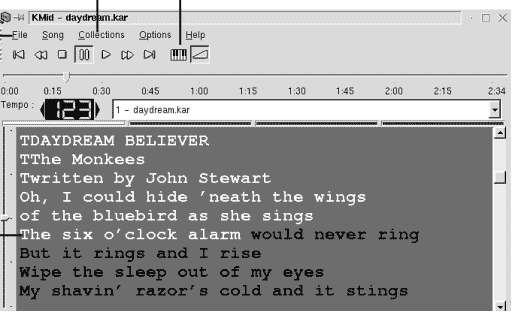 KMid - daydream.kar
File Song Collections Options Help
0:00 0:15 0:30 0:45 1:00 1:15 1:30 1:45 2:00 2:15 2:34
Tempo : 123 1 - daydream.kar
TDAYDREAM BELIEVER
TThe Monkees
Twritten by John Stewart
Oh, I could hide 'neath the wings
of the bluebird as she sings
The six o'clock alarm would never ring
But it rings and I rise
Wipe the sleep out of my eyes
My shavin' razor's cold and it stings